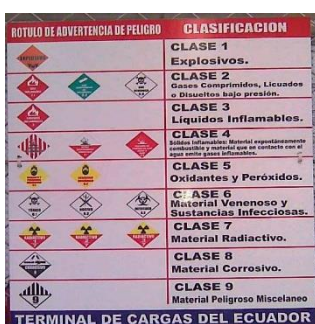 ROTULO DE ADVERTENCIA DE PELIGRO
CLASIFICACION
CLASE 1
Explosivos.
CLASE 2
Gases Comprimidos, Licuados
o Disueltos bajo presión.
CLASE 3
Líquidos Inflamables.
CLASE 4
Sólidos Inflamables: Material espontáneamente
combustible y material que en contacto con el
agua emite gases inflamables.
CLASE 5
Oxidantes y Peróxidos.
CLASE 6
Material Venenoso y
Sustancias Infecciosas.
CLASE 7
Material Radiactivo.
CLASE 8
Material Corrosivo.
9
CLASE 9
Material Peligroso Miscelaneo
TERMINAL DE CARGAS DEL ECUADOR